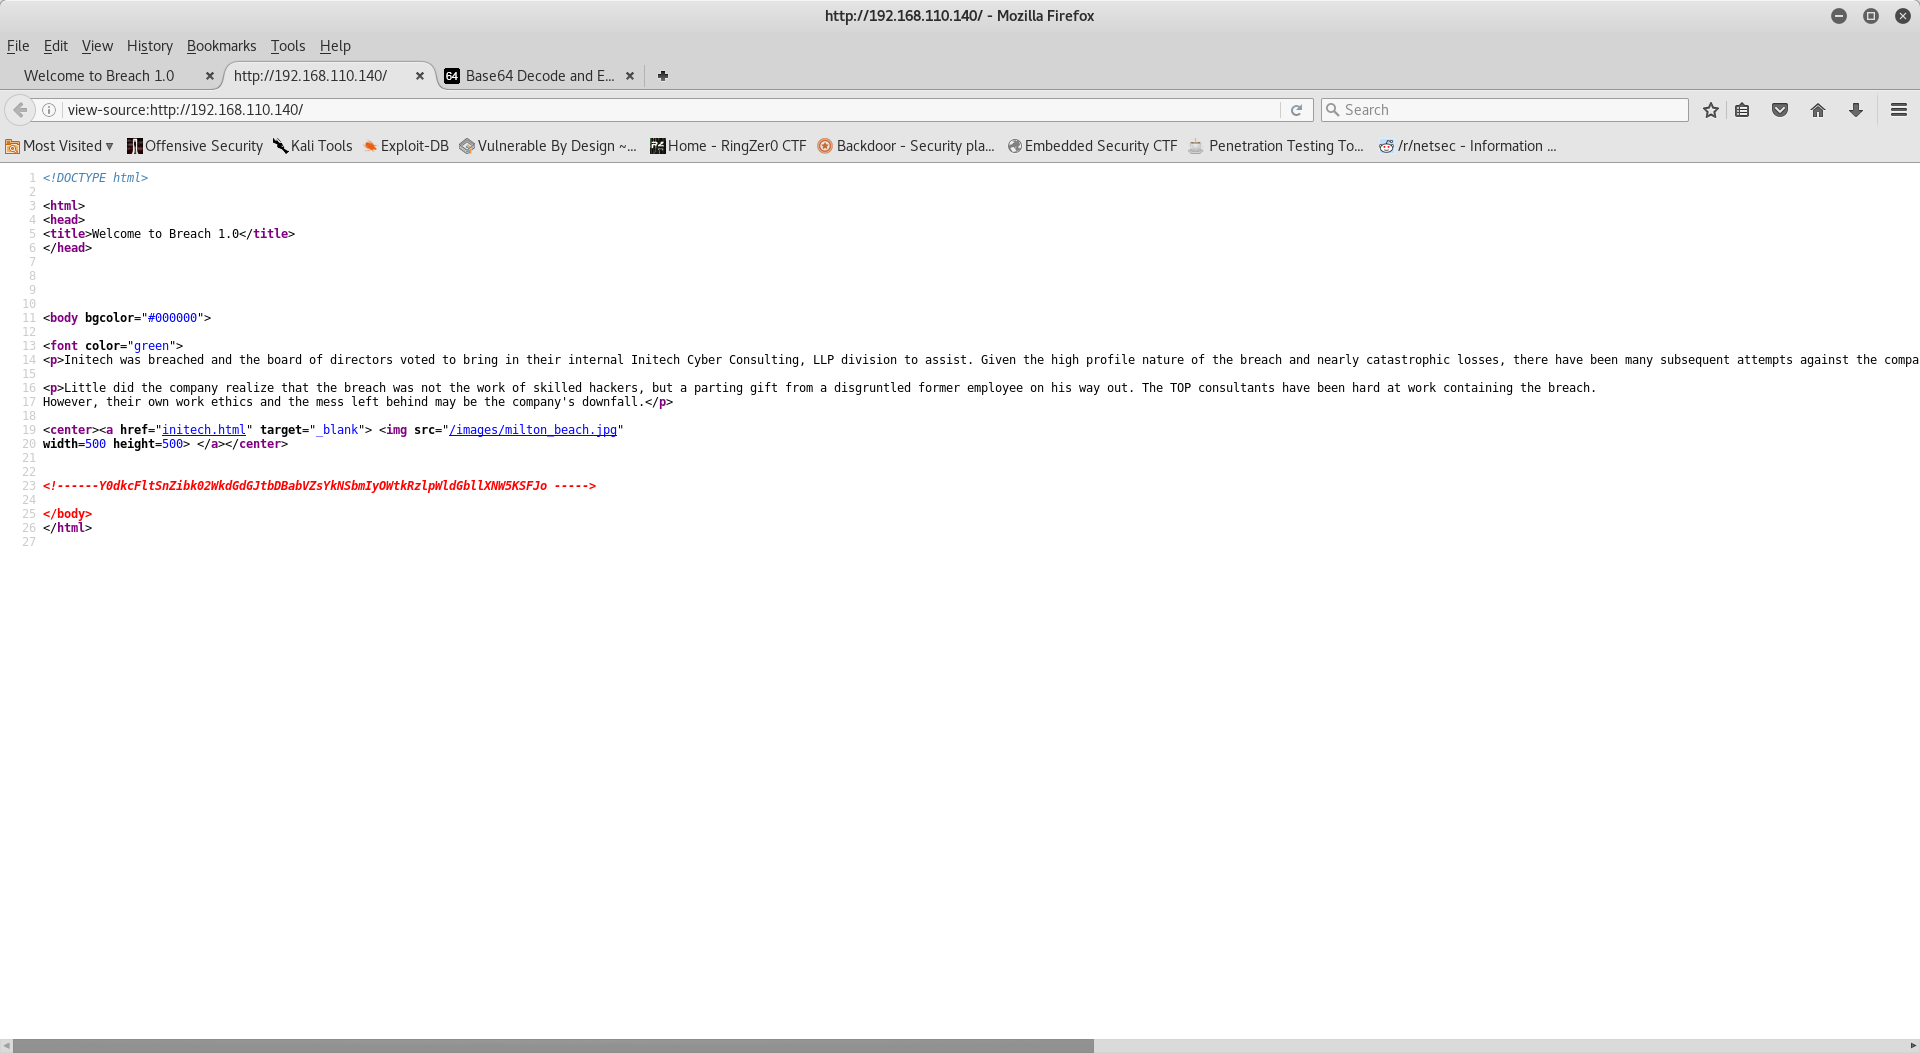 http://192.168.110.140/ - Mozilla Firefox
File Edit View History Bookmarks Tools Help
Welcome to Breach 1.0 http://192.168.110.140/ 64 Base64 Decode and E...
view-source:http://192.168.110.140/ Search
Most Visited Offensive Security Kali Tools Exploit-DB Vulnerable By Design ~... Home - RingZer0 CTF Backdoor - Security pla... Embedded Security CTF Penetration Testing To... /r/netsec - Information ...
1 <!DOCTYPE html>
2
3 <html>
4 <head>
5 <title>Welcome to Breach 1.0</title>
6 </head>
7
8
9
10
11 <body bgcolor="#000000">
12
13 <font color="green">
14 <p>Initech was breached and the board of directors voted to bring in their internal Initech Cyber Consulting, LLP division to assist. Given the high profile nature of the breach and nearly catastrophic losses, there have been many subsequent attempts against the compa
15
16 <p>Little did the company realize that the breach was not the work of skilled hackers, but a parting gift from a disgruntled former employee on his way out. The TOP consultants have been hard at work containing the breach.
17 However, their own work ethics and the mess left behind may be the company's downfall.</p>
18
19 <center><a href="initech.html" target="_blank"> <img src="/images/milton_beach.jpg"
20 width=500 height=500> </a></center>
21
22
23 <!------Y0dkcFltSnZibk02WkdGdGJtbDBabVZsYkNSbmIyOWtkRzlpWldGbllXNW5KSFJo ----->
24
25 </body>
26 </html>
27